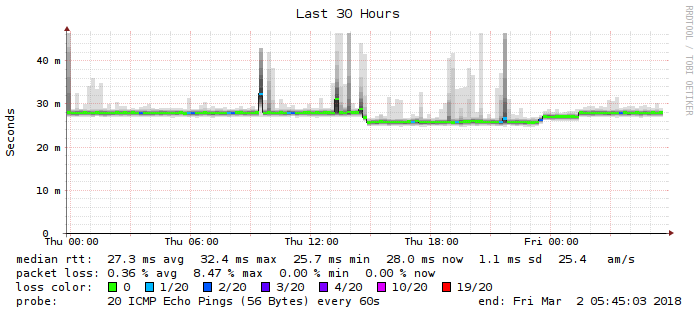 Last 30 Hours
RRDTOOL / TOBI OETIKER
Seconds
40 m
30 m
20 m
10 m
0
Thu 00:00 Thu 06:00 Thu 12:00 Thu 18:00 Fri 00:00
median rtt: 27.3 ms avg 32.4 ms max 25.7 ms min 28.0 ms now 1.1 ms sd 25.4 am/s
packet loss: 0.36 % avg 8.47 % max 0.00 % min 0.00 % now
loss color: 0 1/20 2/20 3/20 4/20 10/20 19/20
probe: 20 ICMP Echo Pings (56 Bytes) every 60s end: Fri Mar 2 05:45:03 2018